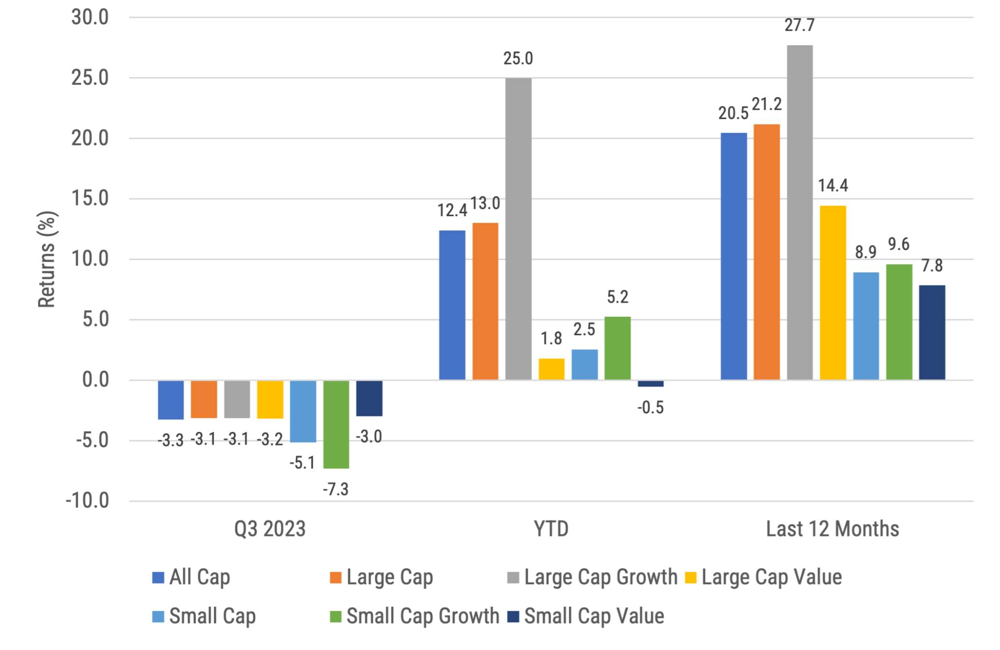 30.0
25.0
20.0
15.0
10.0
5.0
0.0
-5.0
-10.0
Returns (%)
-3.3 -3.1 -3.1 -3.2 -5.1 -7.3 -3.0
12.4 13.0 25.0 1.8 2.5 5.2 -0.5
20.5 21.2 27.7 14.4 8.9 9.6 7.8
Q3 2023 YTD Last 12 Months
All Cap Large Cap Large Cap Growth Large Cap Value
Small Cap Small Cap Growth Small Cap Value